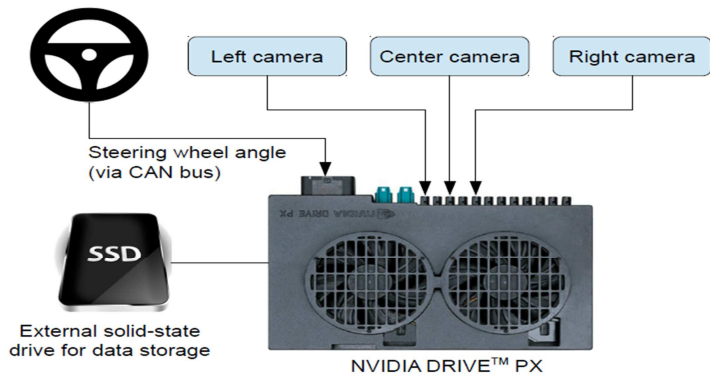 Left camera
Center camera
Right camera
Steering wheel angle
(via CAN bus)
NVIDIA DRIVE PX
SSD
External solid-state
drive for data storage
NVIDIA DRIVE™ PX